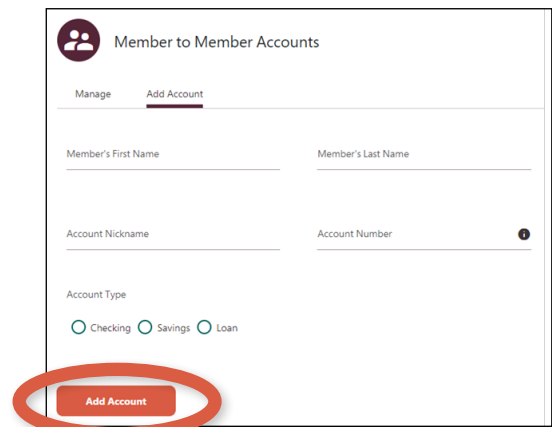 Member to Member Accounts
Manage Add Account
Member's First Name Member's Last Name
Account Nickname Account Number
Account Type
Checking Savings Loan
Add Account